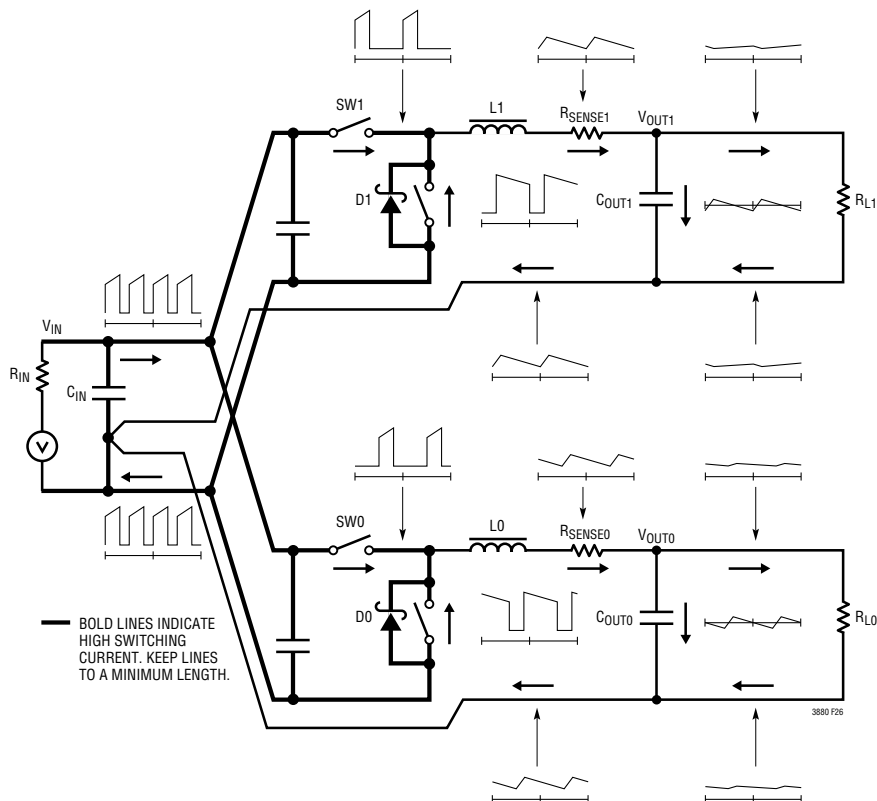 SW1
L1
RSENSE1
VOUT1
D1
COUT1
RL1
VIN
RIN
CIN
V
SW0
L0
RSENSE0
VOUT0
D0
COUT0
RL0
BOLD LINES INDICATE
HIGH SWITCHING
CURRENT. KEEP LINES
TO A MINIMUM LENGTH.
3880 F26